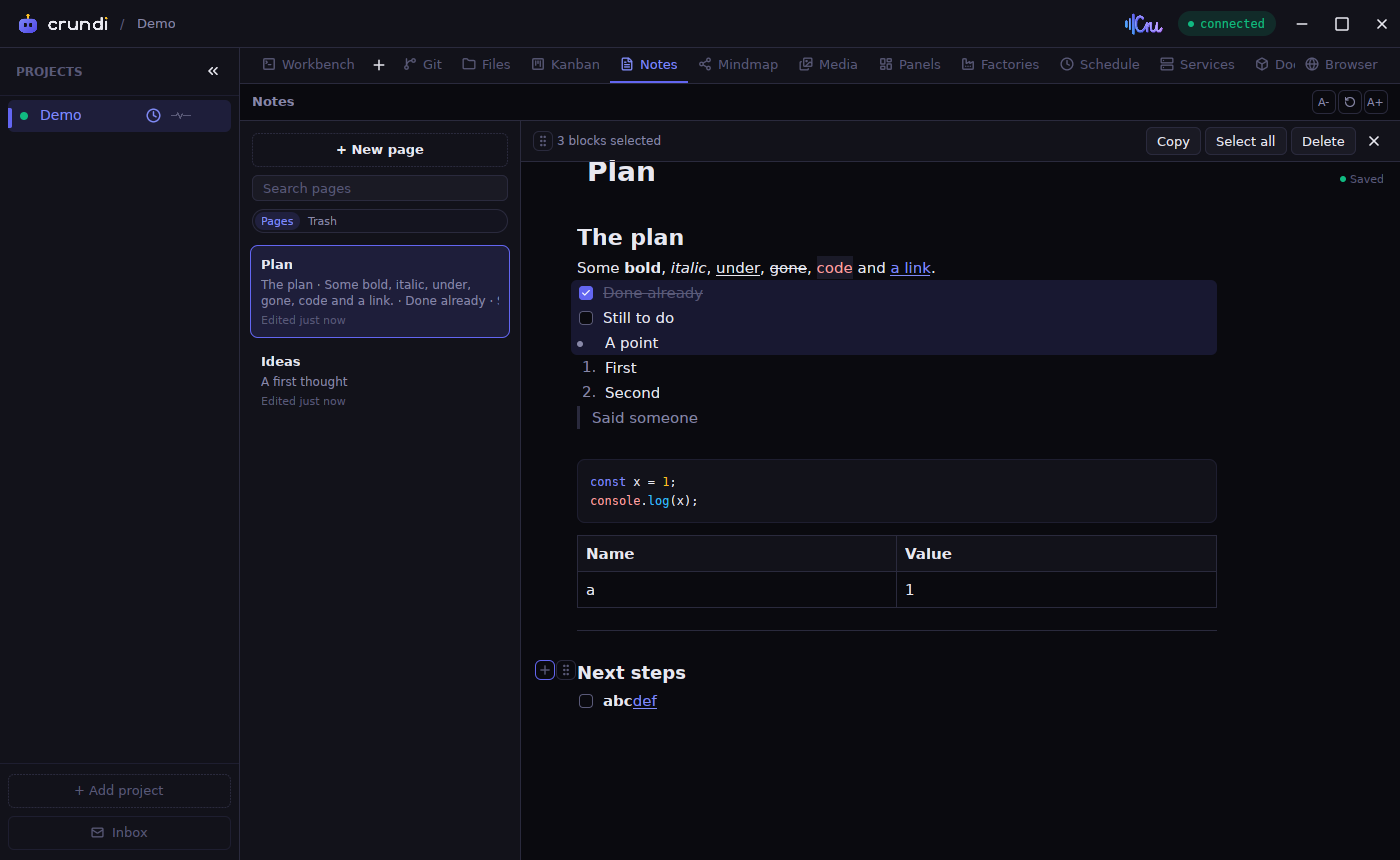 crundi / Demo
Cru
connected
PROJECTS
Demo
+ Add project
Inbox
Workbench + Git Files Kanban Notes Mindmap Media Panels Factories Schedule Services Doc Browser
Notes
A- A+
+ New page
Search pages
Pages Trash
Plan
The plan · Some bold, italic, under,
gone, code and a link. · Done already ·
Edited just now
Ideas
A first thought
Edited just now
3 blocks selected
Copy Select all Delete
Plan
Saved
The plan
Some bold, italic, under, gone, code and a link.
Done already
Still to do
A point
1. First
2. Second
Said someone
const x = 1;
console.log(x);
Name Value
a 1
Next steps
abcdef